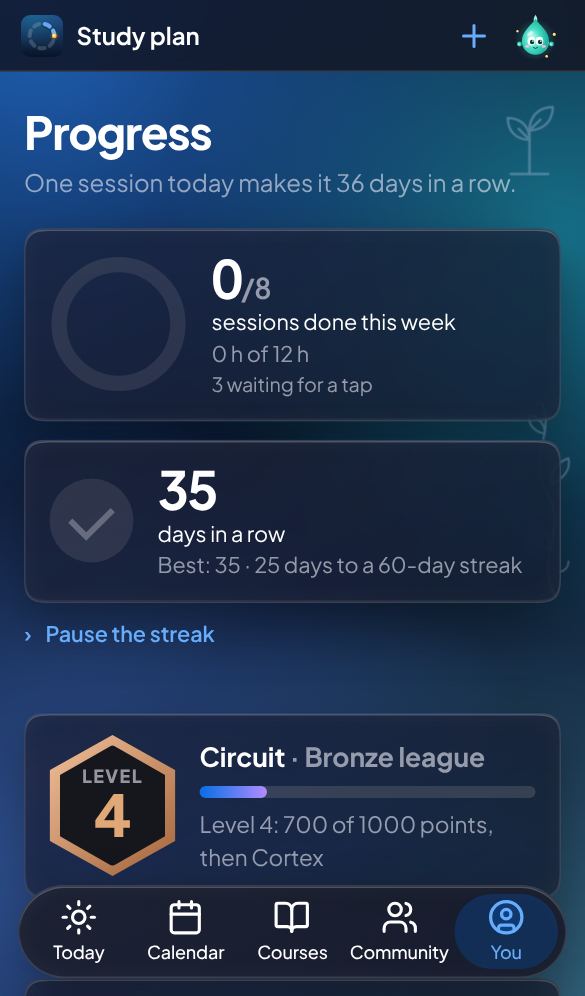 Study plan
Progress
One session today makes it 36 days in a row.
0/8
sessions done this week
0 h of 12 h
3 waiting for a tap
35
days in a row
Best: 35 · 25 days to a 60-day streak
› Pause the streak
LEVEL
4
Circuit · Bronze league
Level 4: 700 of 1000 points,
then Cortex
Today
Calendar
Courses
Community
You